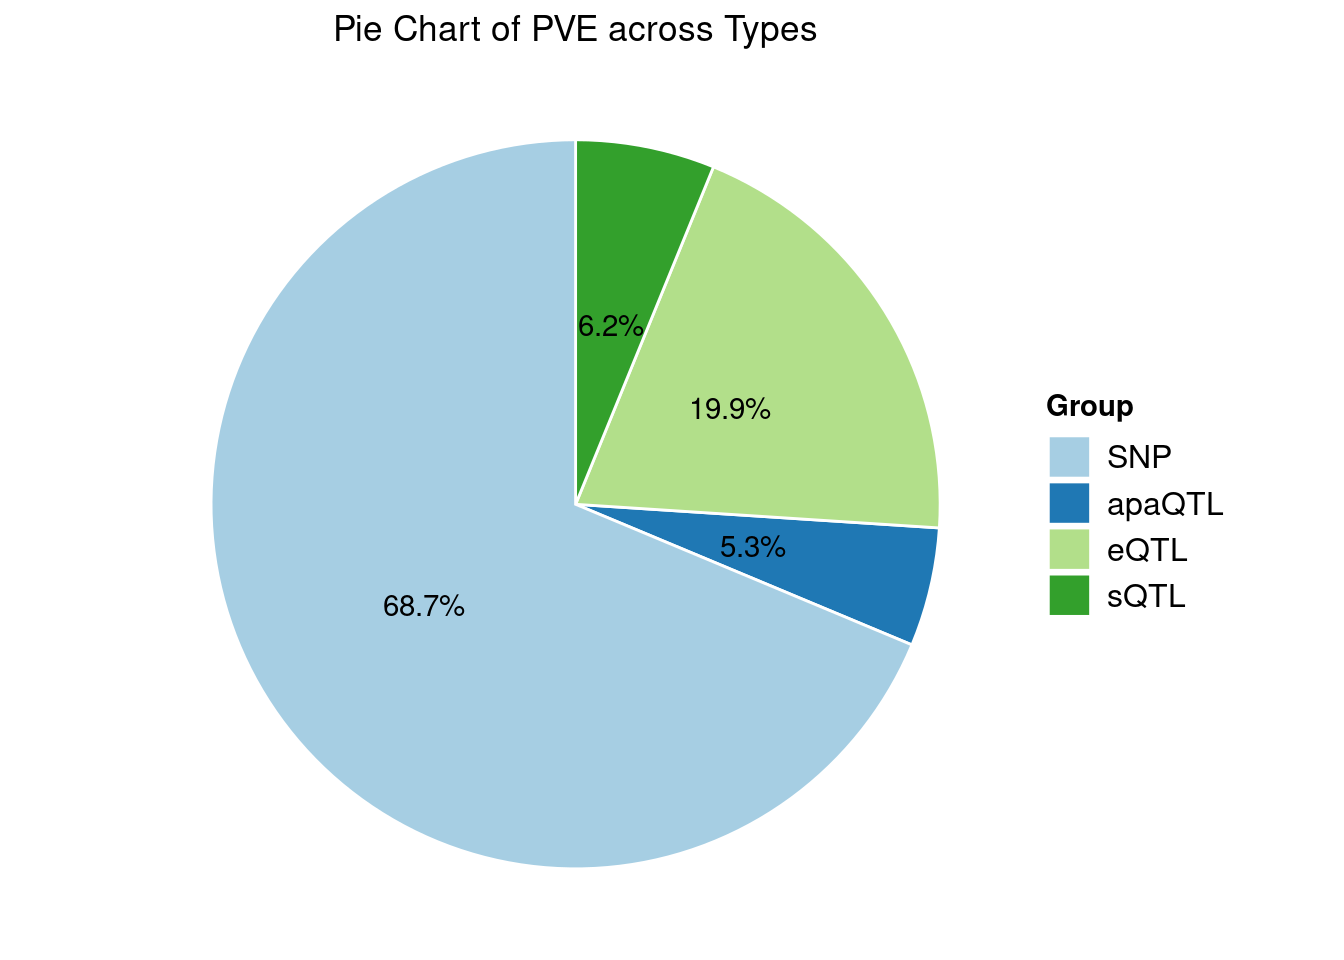 Pie Chart of PVE across Types
6.2%
19.9%
5.3%
68.7%
Group
SNP
apaQTL
eQTL
sQTL